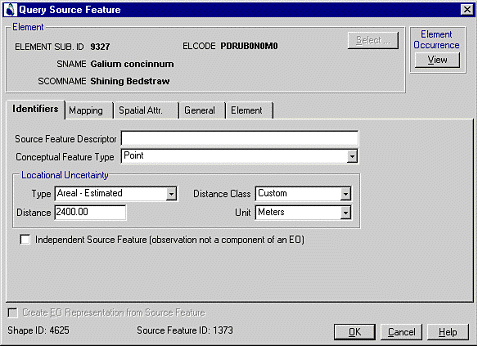 Query Source Feature
Element
ELEMENT SUB. ID 9327 ELCODE PDRUB0N0M0 Select ...
SNAME Galium concinnum
SCOMNAME Shining Bedstraw
Element Occurrence
View
Identifiers Mapping Spatial Attr. General Element
Source Feature Descriptor
Conceptual Feature Type Point
Locational Uncertainty
Type Areal - Estimated Distance Class Custom
Distance 2400.00 Unit Meters
Independent Source Feature (observation not a component of an EO)
Create EO Representation from Source Feature
Shape ID: 4625 Source Feature ID: 1373 OK Cancel Help